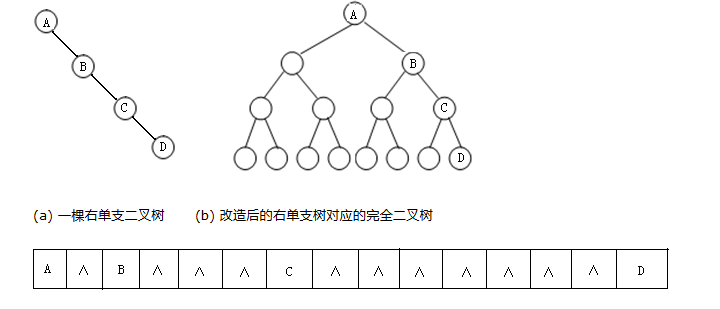 A
B
C
D
A
B
C
D
(a) 一棵右单支二叉树
(b) 改造后的右单支树对应的完全二叉树
A ∧ B ∧ ∧ ∧ C ∧ ∧ ∧ ∧ ∧ ∧ ∧ D